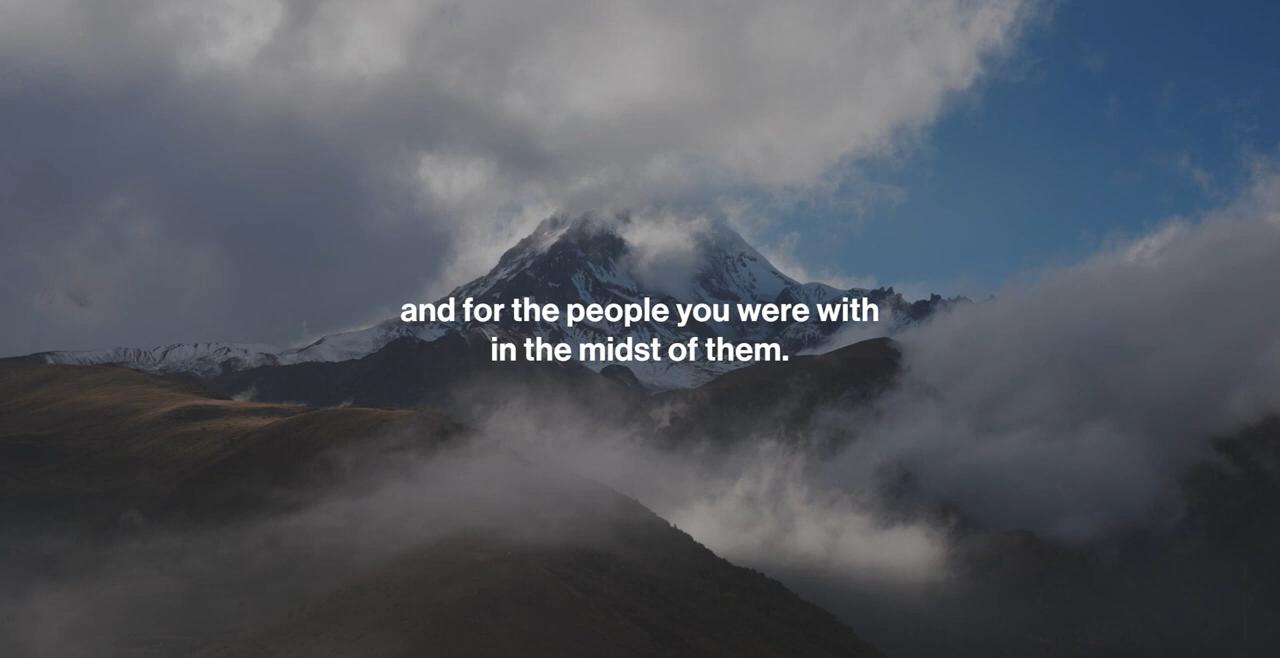 and for the people you were with
in the midst of them.